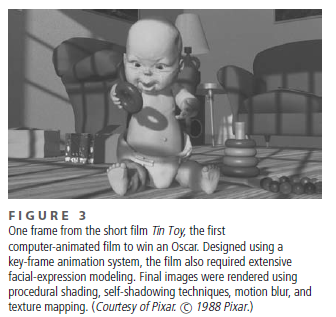 FIGURE 3
One frame from the short film Tin Toy, the first
computer-animated film to win an Oscar. Designed using a
key-frame animation system, the film also required extensive
facial-expression modeling. Final images were rendered using
procedural shading, self-shadowing techniques, motion blur, and
texture mapping. (Courtesy of Pixar. © 1988 Pixar.)